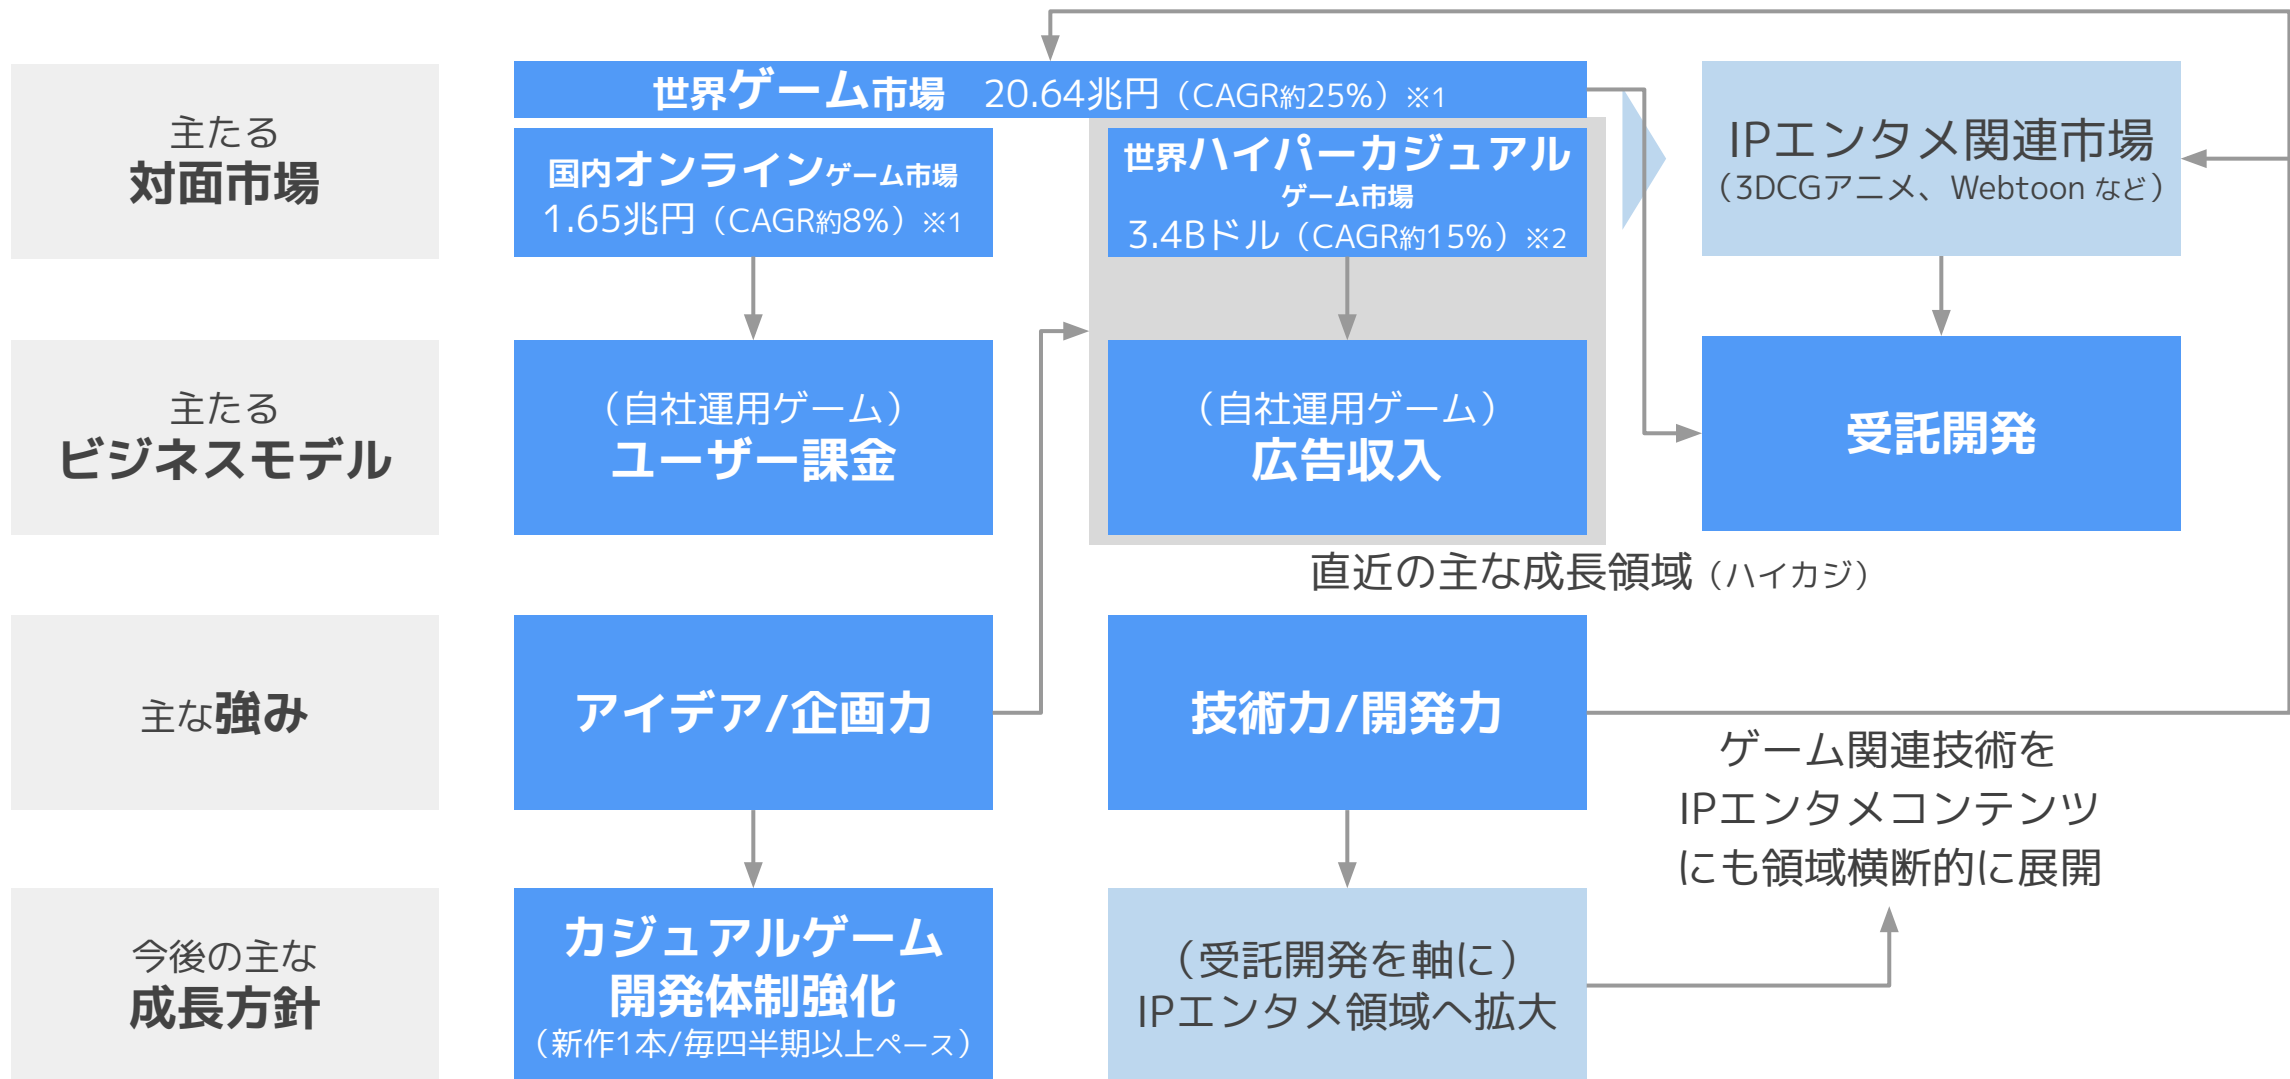 主たる
対面市場
世界ゲーム市場　20.64兆円（CAGR約25%）※1
国内オンラインゲーム市場
1.65兆円（CAGR約8%）※1
世界ハイパーカジュアル
ゲーム市場
3.4Bドル（CAGR約15%）※2
IPエンタメ関連市場
（3DCGアニメ、Webtoon など）
主たる
ビジネスモデル
（自社運用ゲーム）
ユーザー課金
（自社運用ゲーム）
広告収入
受託開発
直近の主な成長領域（ハイカジ）
主な強み
アイデア/企画力
技術力/開発力
ゲーム関連技術を
IPエンタメコンテンツ
にも領域横断的に展開
今後の主な
成長方針
カジュアルゲーム
開発体制強化
（新作1本/毎四半期以上ペース）
（受託開発を軸に）
IPエンタメ領域へ拡大